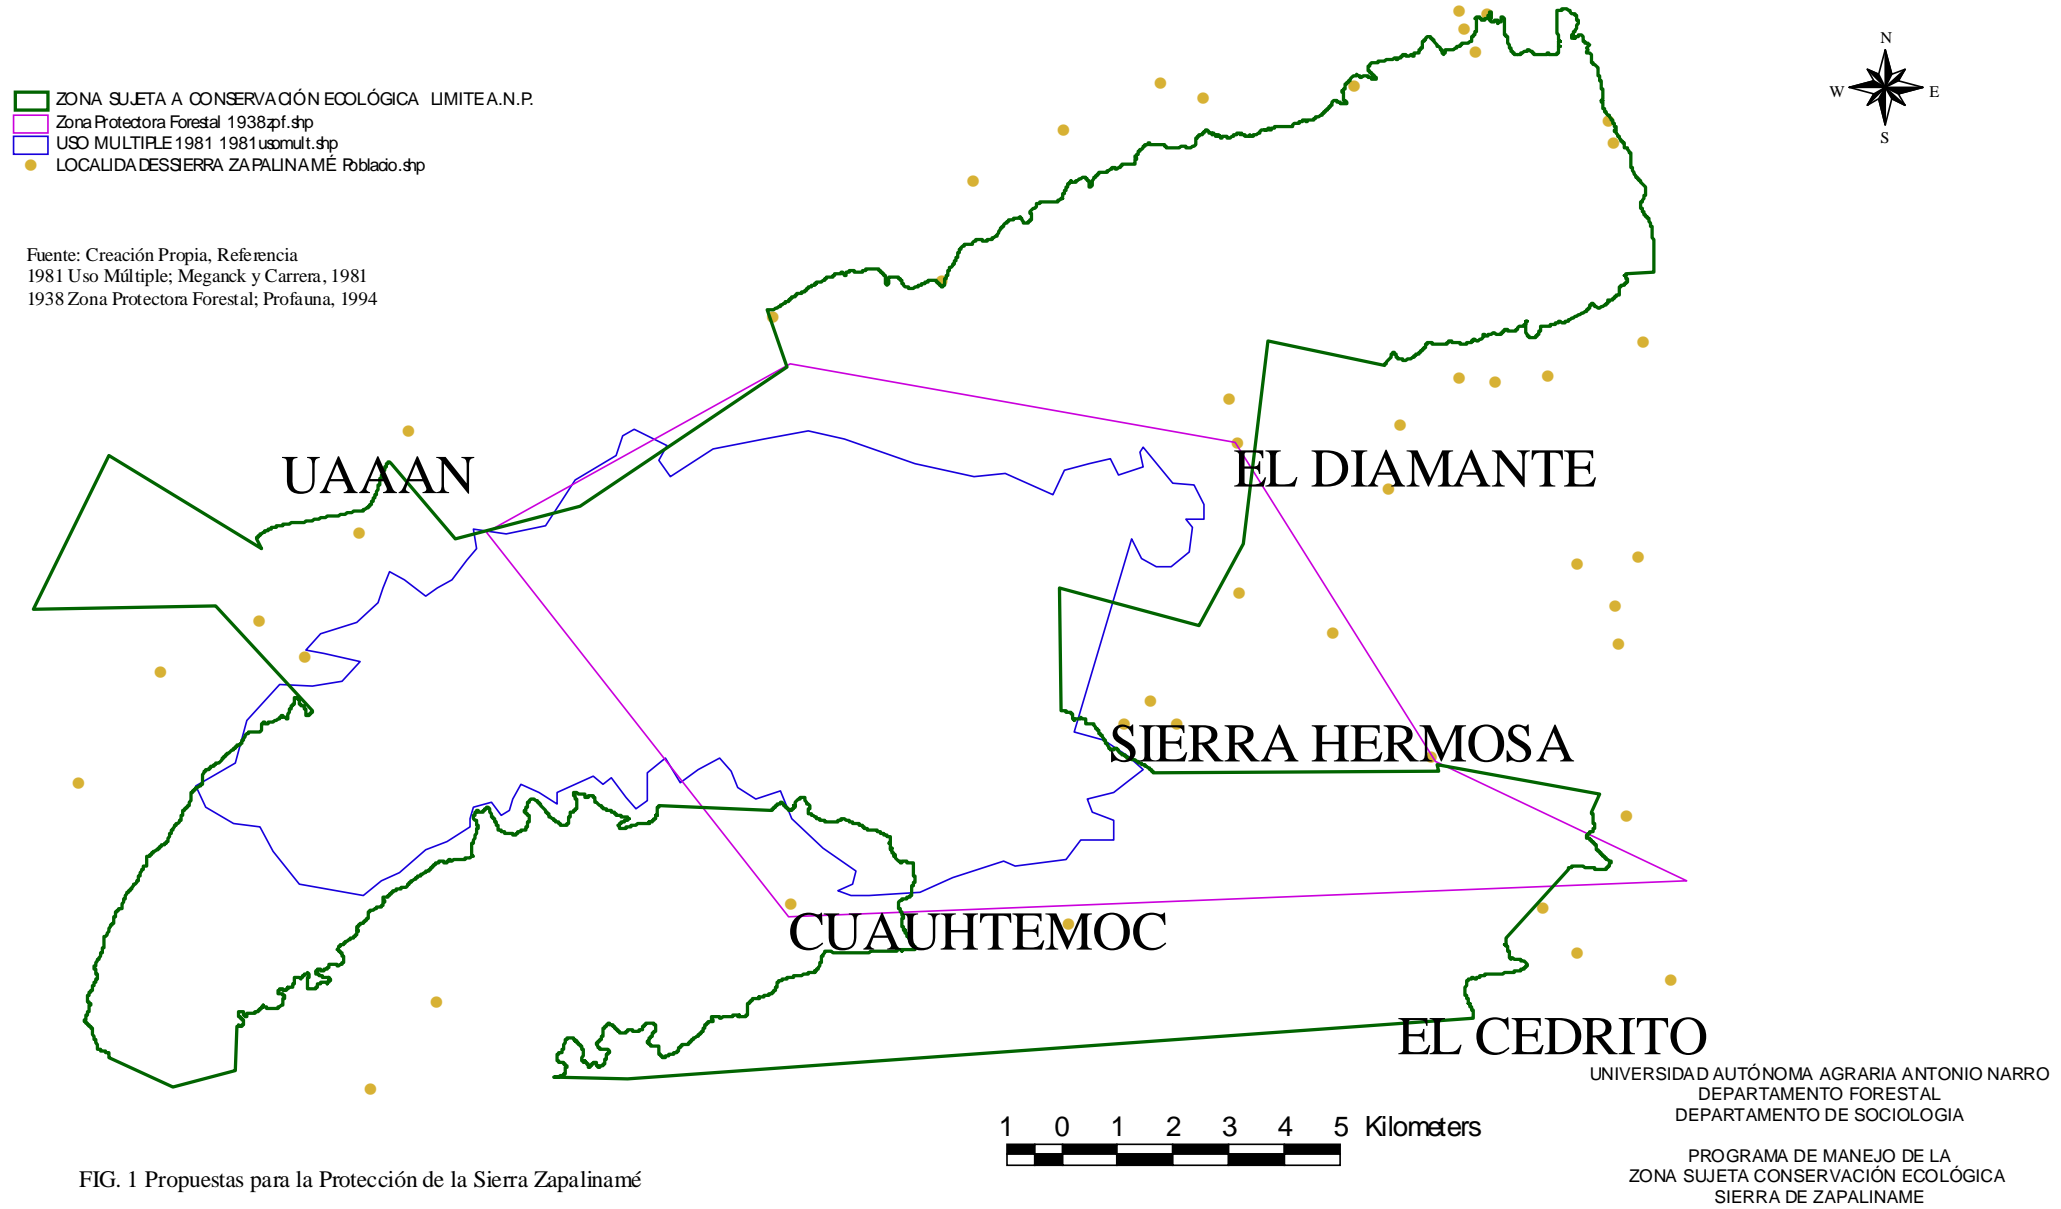 ZONA SUJETA A CONSERVACIÓN ECOLÓGICA LIMITE A.N.P.
Zona Protectora Forestal 1938zpf.shp
USO MULTIPLE 1981 1981usomult.shp
LOCALIDADES SIERRA ZAPALINAMÉ Poblacio.shp
Fuente: Creación Propia, Referencia
1981 Uso Múltiple; Meganck y Carrera, 1981
1938 Zona Protectora Forestal; Profauna, 1994
N
W E
S
UAAAN
EL DIAMANTE
SIERRA HERMOSA
CUAUHTEMOC
EL CEDRITO
1 0 1 2 3 4 5 Kilometers
UNIVERSIDAD AUTÓNOMA AGRARIA ANTONIO NARRO
DEPARTAMENTO FORESTAL
DEPARTAMENTO DE SOCIOLOGIA
PROGRAMA DE MANEJO DE LA
ZONA SUJETA CONSERVACIÓN ECOLÓGICA
SIERRA DE ZAPALINAME
FIG. 1 Propuestas para la Protección de la Sierra Zapalinamé